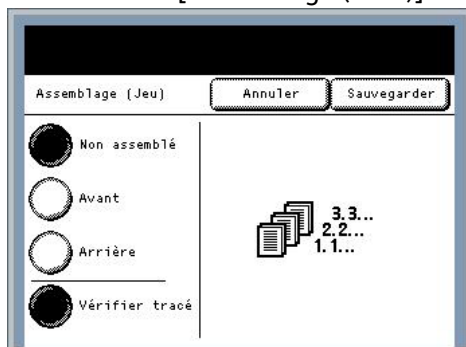 Assemblage (Jeu) Annuler Sauvegarder
Non assemblé
Avant
Arrière
Vérifier tracé
3.3...
2.2...
1.1...